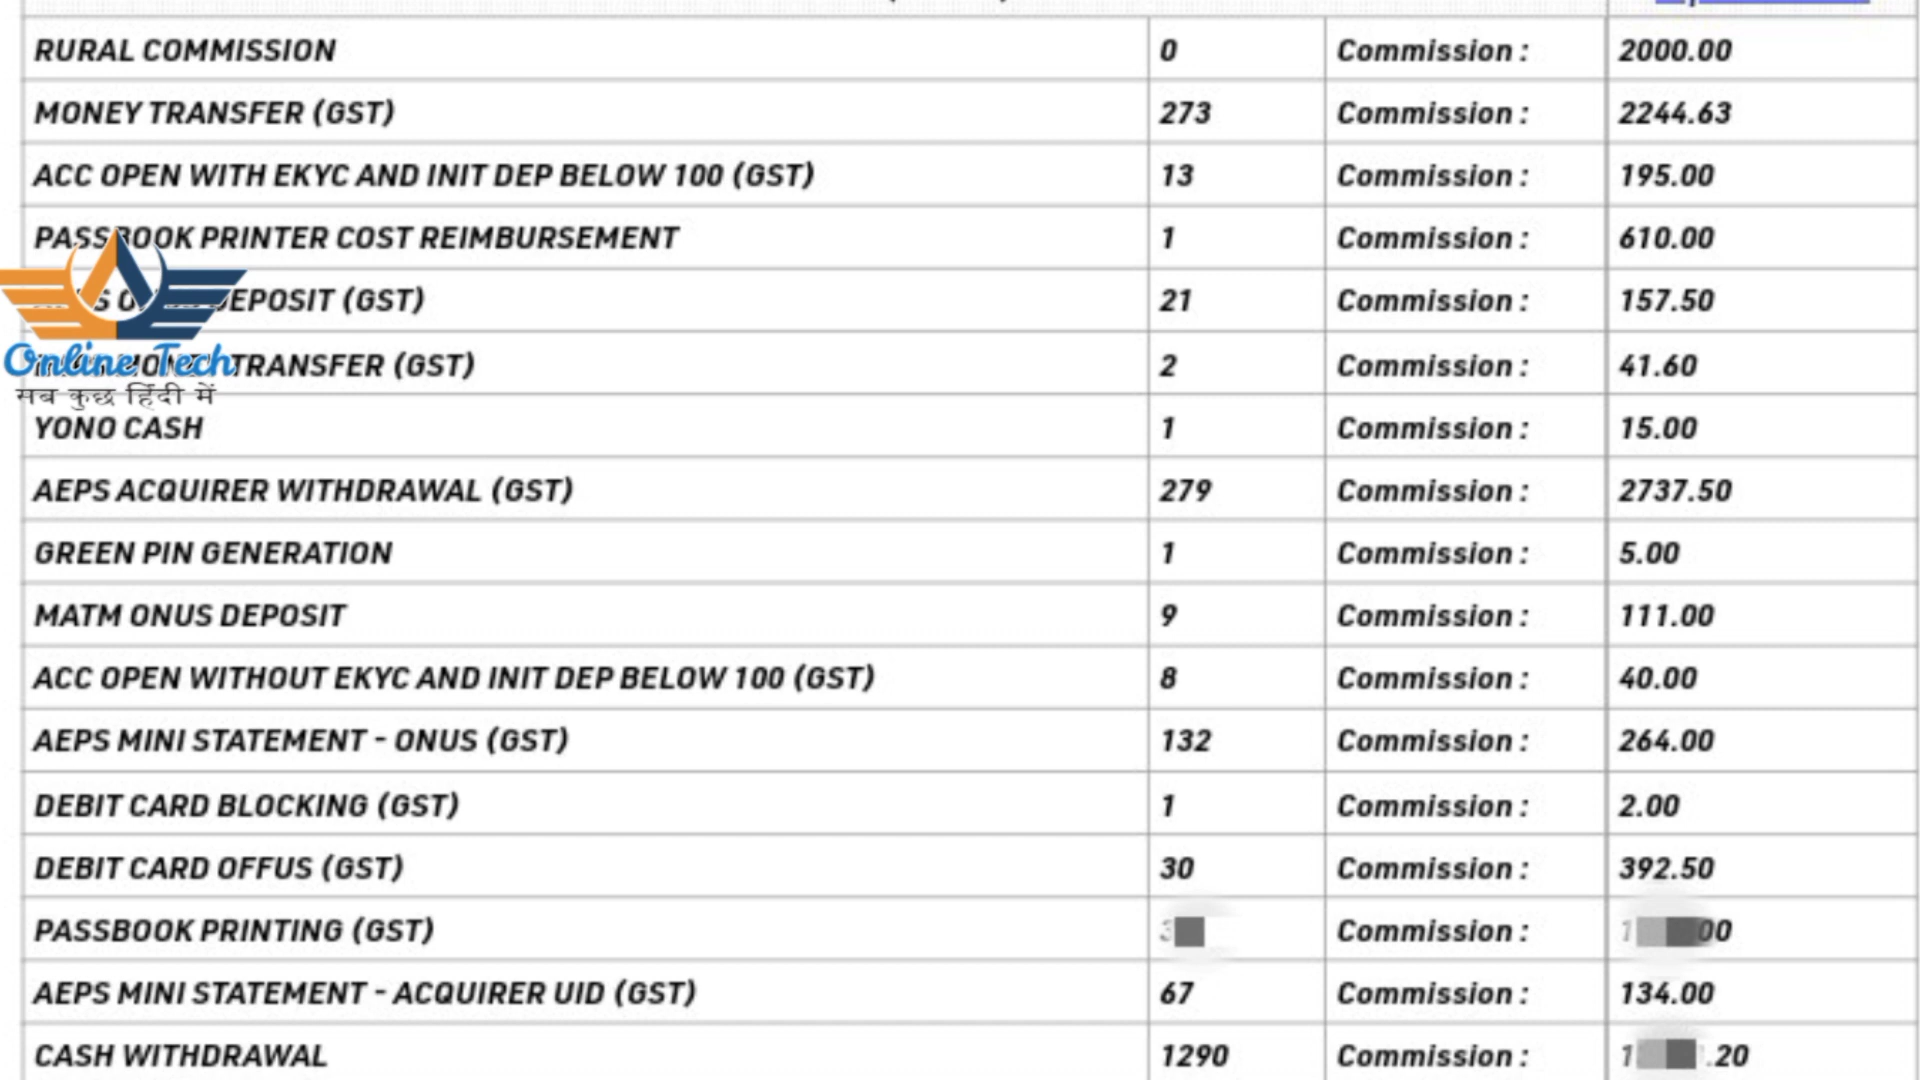 RURAL COMMISSION 0 Commission : 2000.00
MONEY TRANSFER (GST) 273 Commission : 2244.63
ACC OPEN WITH EKYC AND INIT DEP BELOW 100 (GST) 13 Commission : 195.00
PASSBOOK PRINTER COST REIMBURSEMENT 1 Commission : 610.00
DEPOSIT (GST) 21 Commission : 157.50
TRANSFER (GST) 2 Commission : 41.60
Online Tech
सब कुछ हिंदी में
YONO CASH 1 Commission : 15.00
AEPS ACQUIRER WITHDRAWAL (GST) 279 Commission : 2737.50
GREEN PIN GENERATION 1 Commission : 5.00
MATM ONUS DEPOSIT 9 Commission : 111.00
ACC OPEN WITHOUT EKYC AND INIT DEP BELOW 100 (GST) 8 Commission : 40.00
AEPS MINI STATEMENT - ONUS (GST) 132 Commission : 264.00
DEBIT CARD BLOCKING (GST) 1 Commission : 2.00
DEBIT CARD OFFUS (GST) 30 Commission : 392.50
PASSBOOK PRINTING (GST) Commission :
AEPS MINI STATEMENT - ACQUIRER UID (GST) 67 Commission : 134.00
CASH WITHDRAWAL 1290 Commission :